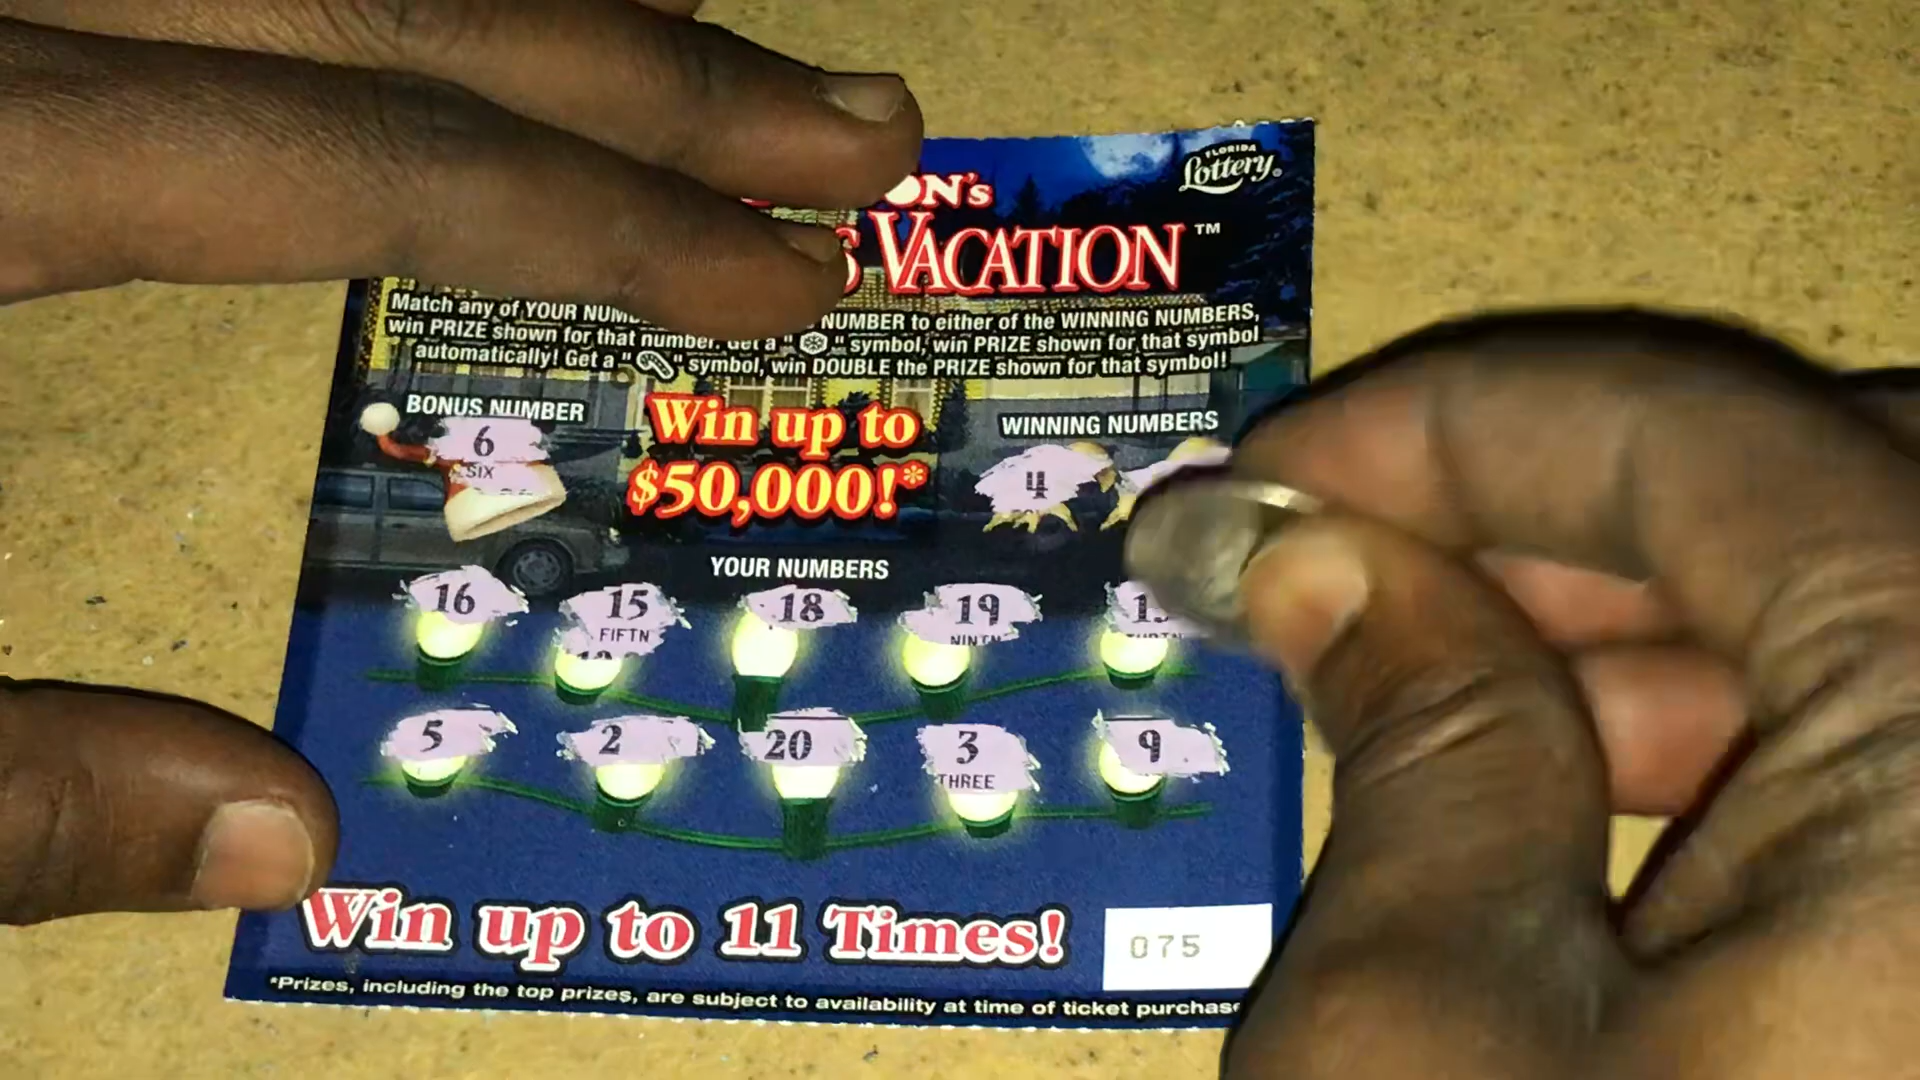 FLORIDA
Lottery
ON's
VACATION™
Match any of YOUR NUMBER to either of the WINNING NUMBERS,
win PRIZE shown for that number. Get a " " symbol, win PRIZE shown for that symbol
automatically! Get a " " symbol, win DOUBLE the PRIZE shown for that symbol!
BONUS NUMBER
6
SIX
Win up to
$50,000!*
WINNING NUMBERS
4
YOUR NUMBERS
16 15 18 19
FIFTN NINTN
5 2 20 3 9
THREE
Win up to 11 Times!
075
*Prizes, including the top prizes, are subject to availability at time of ticket purchase